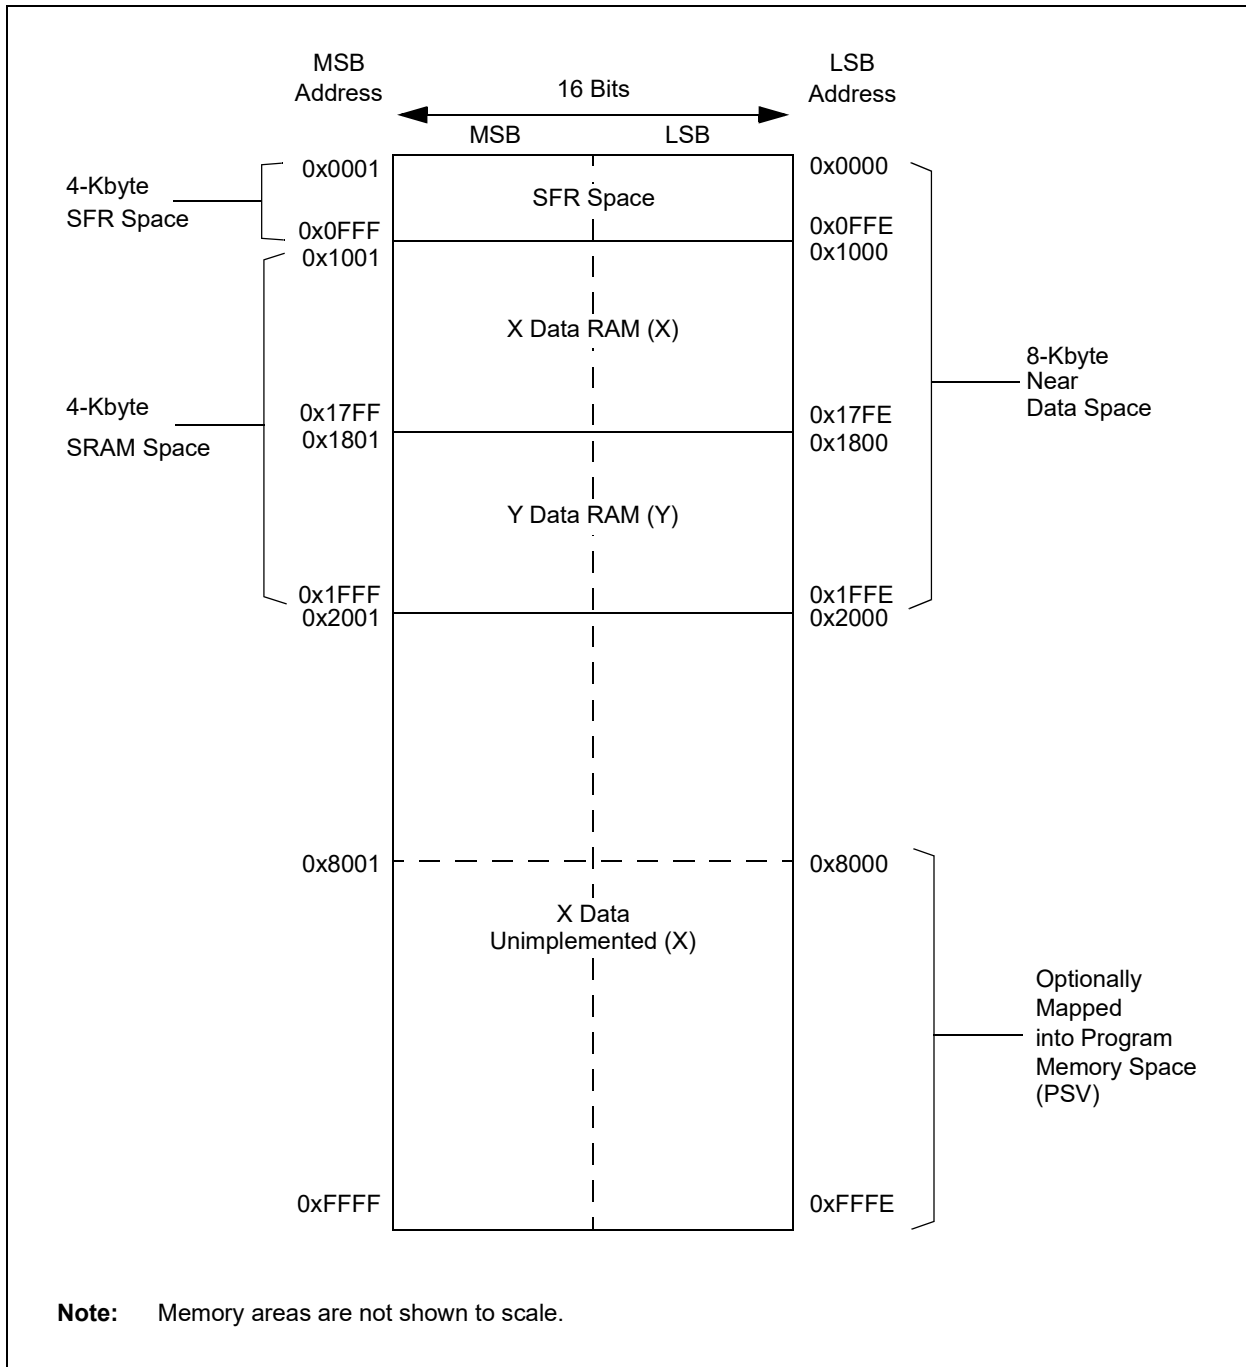 MSB
Address
LSB
Address
16 Bits
MSB
LSB
4-Kbyte
SFR Space
0x0001
0x0FFF
0x1001
SFR Space
0x0000
0x0FFE
0x1000
X Data RAM (X)
4-Kbyte
SRAM Space
0x17FF
0x1801
0x17FE
0x1800
8-Kbyte
Near
Data Space
Y Data RAM (Y)
0x1FFF
0x2001
0x1FFE
0x2000
0x8001
0x8000
X Data
Unimplemented (X)
Optionally
Mapped
into Program
Memory Space
(PSV)
0xFFFF
0xFFFE
Note: Memory areas are not shown to scale.